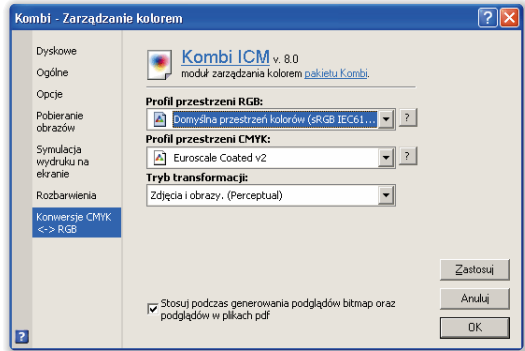 Kombi - Zarządzanie kolorem
Dyskowe
Ogólne
Opcje
Pobieranie
obrazów
Symulacja
wydruku na
ekranie
Rozbarwienia
Konwersje CMYK
<-> RGB
Kombi ICM v. 8.0
moduł zarządzania kolorem pakietu Kombi.
Profil przestrzeni RGB:
Domyślna przestrzeń kolorów (sRGB IEC61... ?
Profil przestrzeni CMYK:
Euroscale Coated v2 ?
Tryb transformacji:
Zdjęcia i obrazy. (Perceptual)
Stosuj podczas generowania podglądów bitmap oraz
podglądów w plikach pdf
Zastosuj
Anuluj
OK
?